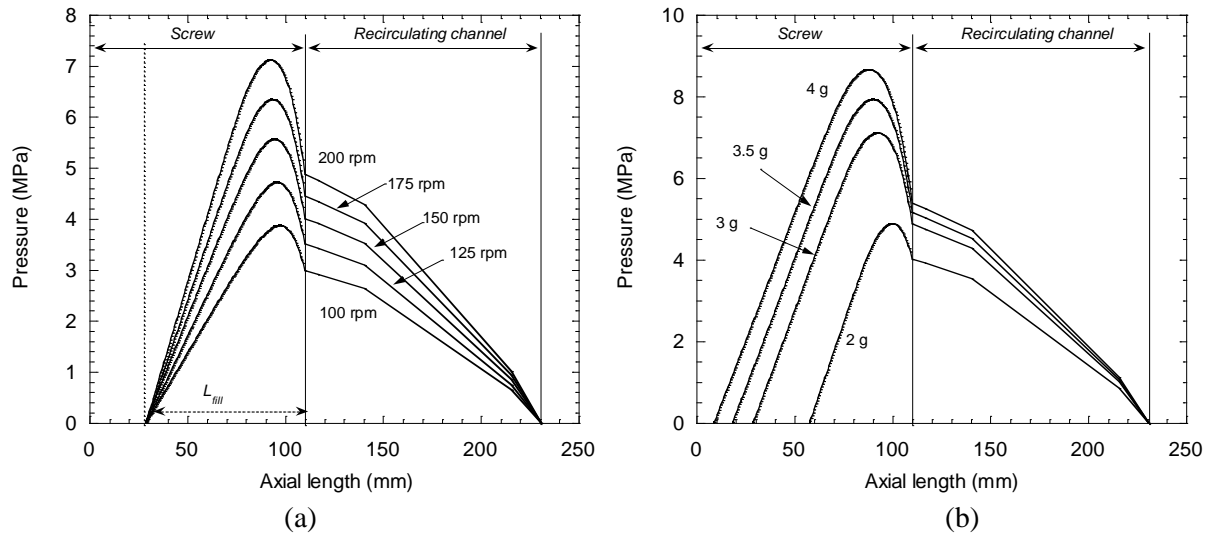 8
7
6
5
4
3
2
1
0
Pressure (MPa)
Screw
Recirculating channel
200 rpm
175 rpm
150 rpm
125 rpm
100 rpm
L_fill
0 50 100 150 200 250
Axial length (mm)
(a)
10
8
6
4
2
0
Pressure (MPa)
Screw
Recirculating channel
4 g
3.5 g
3 g
2 g
0 50 100 150 200 250
Axial length (mm)
(b)